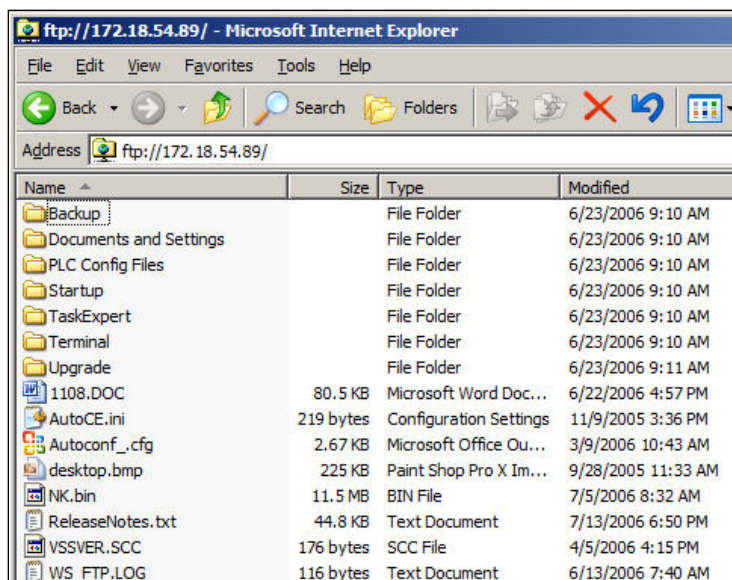 ftp://172.18.54.89/ - Microsoft Internet Explorer
File Edit View Favorites Tools Help
Back Search Folders
Address ftp://172.18.54.89/
Name Size Type Modified
Backup File Folder 6/23/2006 9:10 AM
Documents and Settings File Folder 6/23/2006 9:10 AM
PLC Config Files File Folder 6/23/2006 9:10 AM
Startup File Folder 6/23/2006 9:10 AM
TaskExpert File Folder 6/23/2006 9:10 AM
Terminal File Folder 6/23/2006 9:10 AM
Upgrade File Folder 6/23/2006 9:11 AM
1108.DOC 80.5 KB Microsoft Word Doc... 6/22/2006 4:57 PM
AutoCE.ini 219 bytes Configuration Settings 11/9/2005 3:36 PM
Autoconf_.cfg 2.67 KB Microsoft Office Ou... 3/9/2006 10:43 AM
desktop.bmp 225 KB Paint Shop Pro X Im... 9/28/2005 11:33 AM
NK.bin 11.5 MB BIN File 7/5/2006 8:32 AM
ReleaseNotes.txt 44.8 KB Text Document 7/13/2006 6:50 PM
VSSVER.SCC 176 bytes SCC File 4/5/2006 4:15 PM
WS_FTP.LOG 116 bytes Text Document 6/13/2006 7:40 AM